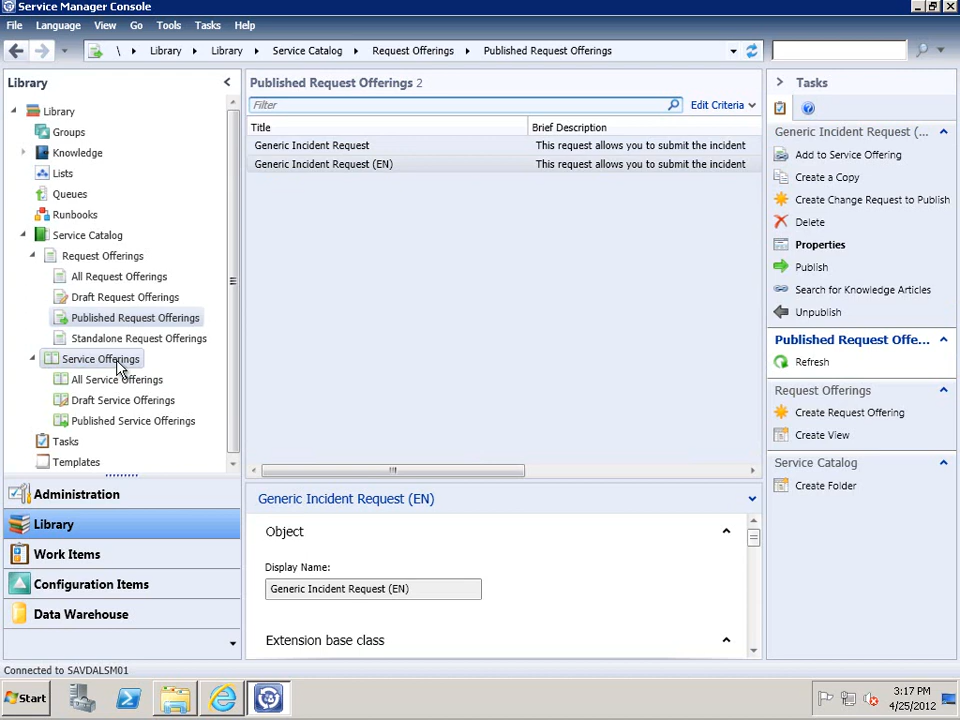 Service Manager Console
File Language View Go Tools Tasks Help
\ Library Library Service Catalog Request Offerings Published Request Offerings
Library
Library
Groups
Knowledge
Lists
Queues
Runbooks
Service Catalog
Request Offerings
All Request Offerings
Draft Request Offerings
Published Request Offerings
Standalone Request Offerings
Service Offerings
All Service Offerings
Draft Service Offerings
Published Service Offerings
Tasks
Templates
Administration
Library
Work Items
Configuration Items
Data Warehouse
Published Request Offerings 2
Filter
Edit Criteria
Title Brief Description
Generic Incident Request This request allows you to submit the incident
Generic Incident Request (EN) This request allows you to submit the incident
Generic Incident Request (EN)
Object
Display Name:
Generic Incident Request (EN)
Extension base class
Tasks
Generic Incident Request (...
Add to Service Offering
Create a Copy
Create Change Request to Publish
Delete
Properties
Publish
Search for Knowledge Articles
Unpublish
Published Request Offe...
Refresh
Request Offerings
Create Request Offering
Create View
Service Catalog
Create Folder
Connected to SAVDALSM01
Start
3:17 PM
4/25/2012